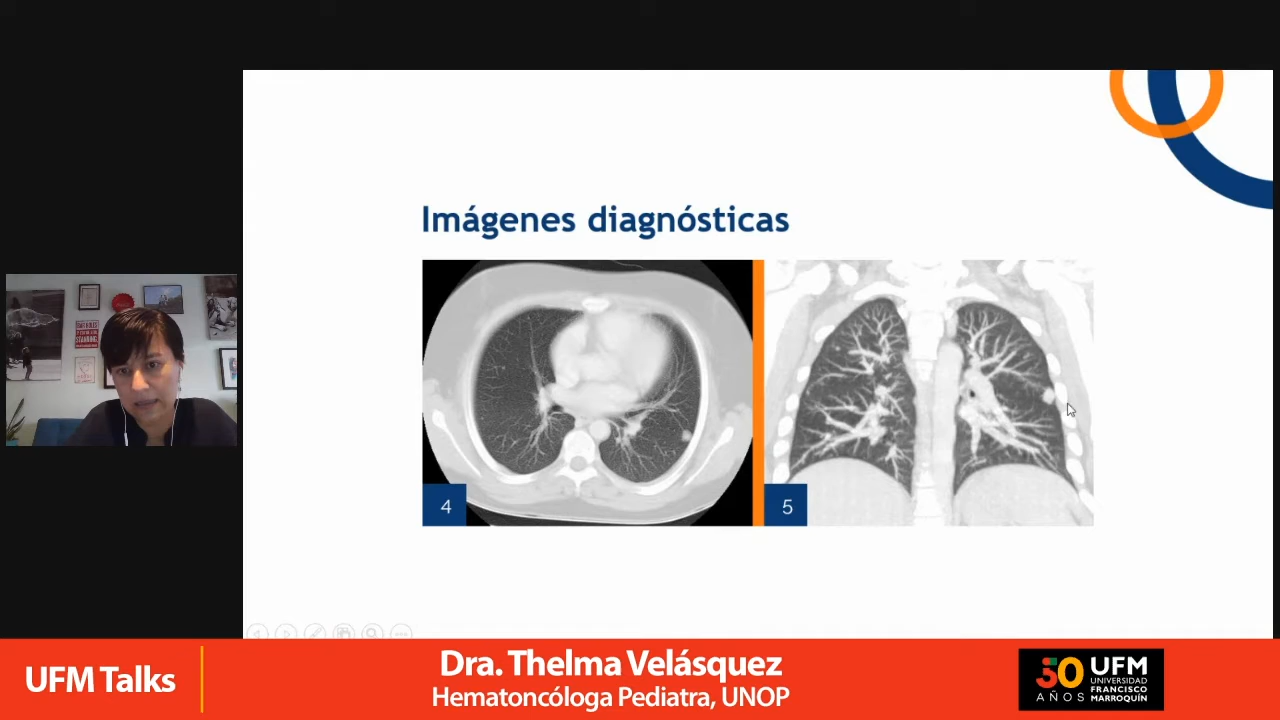 Imágenes diagnósticas
4
5
UFM Talks
Dra. Thelma Velásquez
Hematoncóloga Pediatra, UNOP
50
AÑOS
UFM
UNIVERSIDAD
FRANCISCO
MARROQUÍN